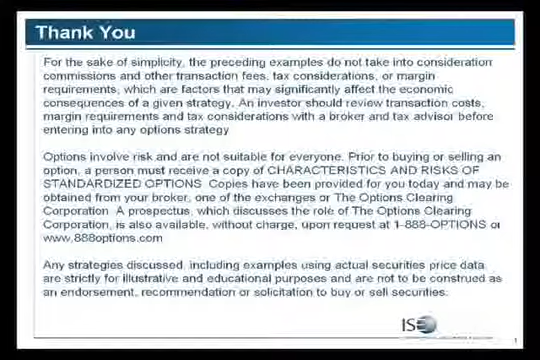 Thank You
For the sake of simplicity, the preceding examples do not take into consideration
commissions and other transaction fees, tax considerations, or margin
requirements, which are factors that may significantly affect the economic
consequences of a given strategy. An investor should review transaction costs,
margin requirements and tax considerations with a broker and tax advisor before
entering into any options strategy
Options involve risk and are not suitable for everyone. Prior to buying or selling an
option, a person must receive a copy of CHARACTERISTICS AND RISKS OF
STANDARDIZED OPTIONS. Copies have been provided for you today and may be
obtained from your broker, one of the exchanges or The Options Clearing
Corporation. A prospectus, which discusses the role of The Options Clearing
Corporation, is also available, without charge, upon request at 1-888-OPTIONS or
www.888options.com
Any strategies discussed, including examples using actual securities price data,
are strictly for illustrative and educational purposes and are not to be construed as
an endorsement, recommendation or solicitation to buy or sell securities.
ISE
1